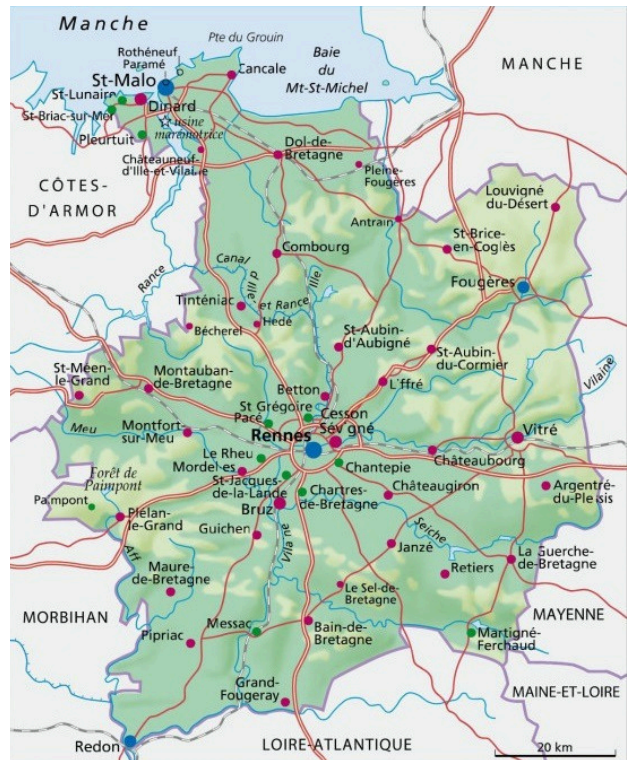 Manche
Pte du Grouin
Rothéneuf
Paramé
Baie
du
Mt-St-Michel
MANCHE
St-Malo
Cancale
St-Lunaire
Dinard
St-Briac-sur-Mer
usine
marémotrice
Pleurtuit
Châteauneuf-
d'Ille-et-Vilaine
Dol-de-
Bretagne
Pleine-
Fougères
CÔTES-
D'ARMOR
Louvigné
du-Désert
Antrain
St-Brice-
en-Coglès
Combourg
Canal
d'Ille
et Rance
Ille
Rance
Fougères
Tinténiac
Hedé
Bécherel
St-Aubin-
d'Aubigné
St-Aubin-
du-Cormier
St-Méen-
le-Grand
Montauban-
de-Bretagne
L'ffré
Vilaine
Betton
St Grégoire
Pacé
Cesson
Sévigné
Meu
Montfort-
sur-Meu
Rennes
Vitré
Le Rheu
Mordelles
Chantepie
Châteaubourg
Forêt de
Paimpont
St-Jacques-
de-la-Lande
Chartres-
de-Bretagne
Châteaugiron
Argentré-
du-Plessis
Paimpont
Bruz
Plélan-
le-Grand
Guichen
Vilaine
Seiche
Aff
Janzé
La Guerche-
de-Bretagne
Maure-
de-Bretagne
Retiers
Le Sel-de-
Bretagne
MORBIHAN
MAYENNE
Messac
Pipriac
Bain-de-
Bretagne
Martigné-
Ferchaud
Grand-
Fougeray
MAINE-ET-LOIRE
Redon
LOIRE-ATLANTIQUE
20 km